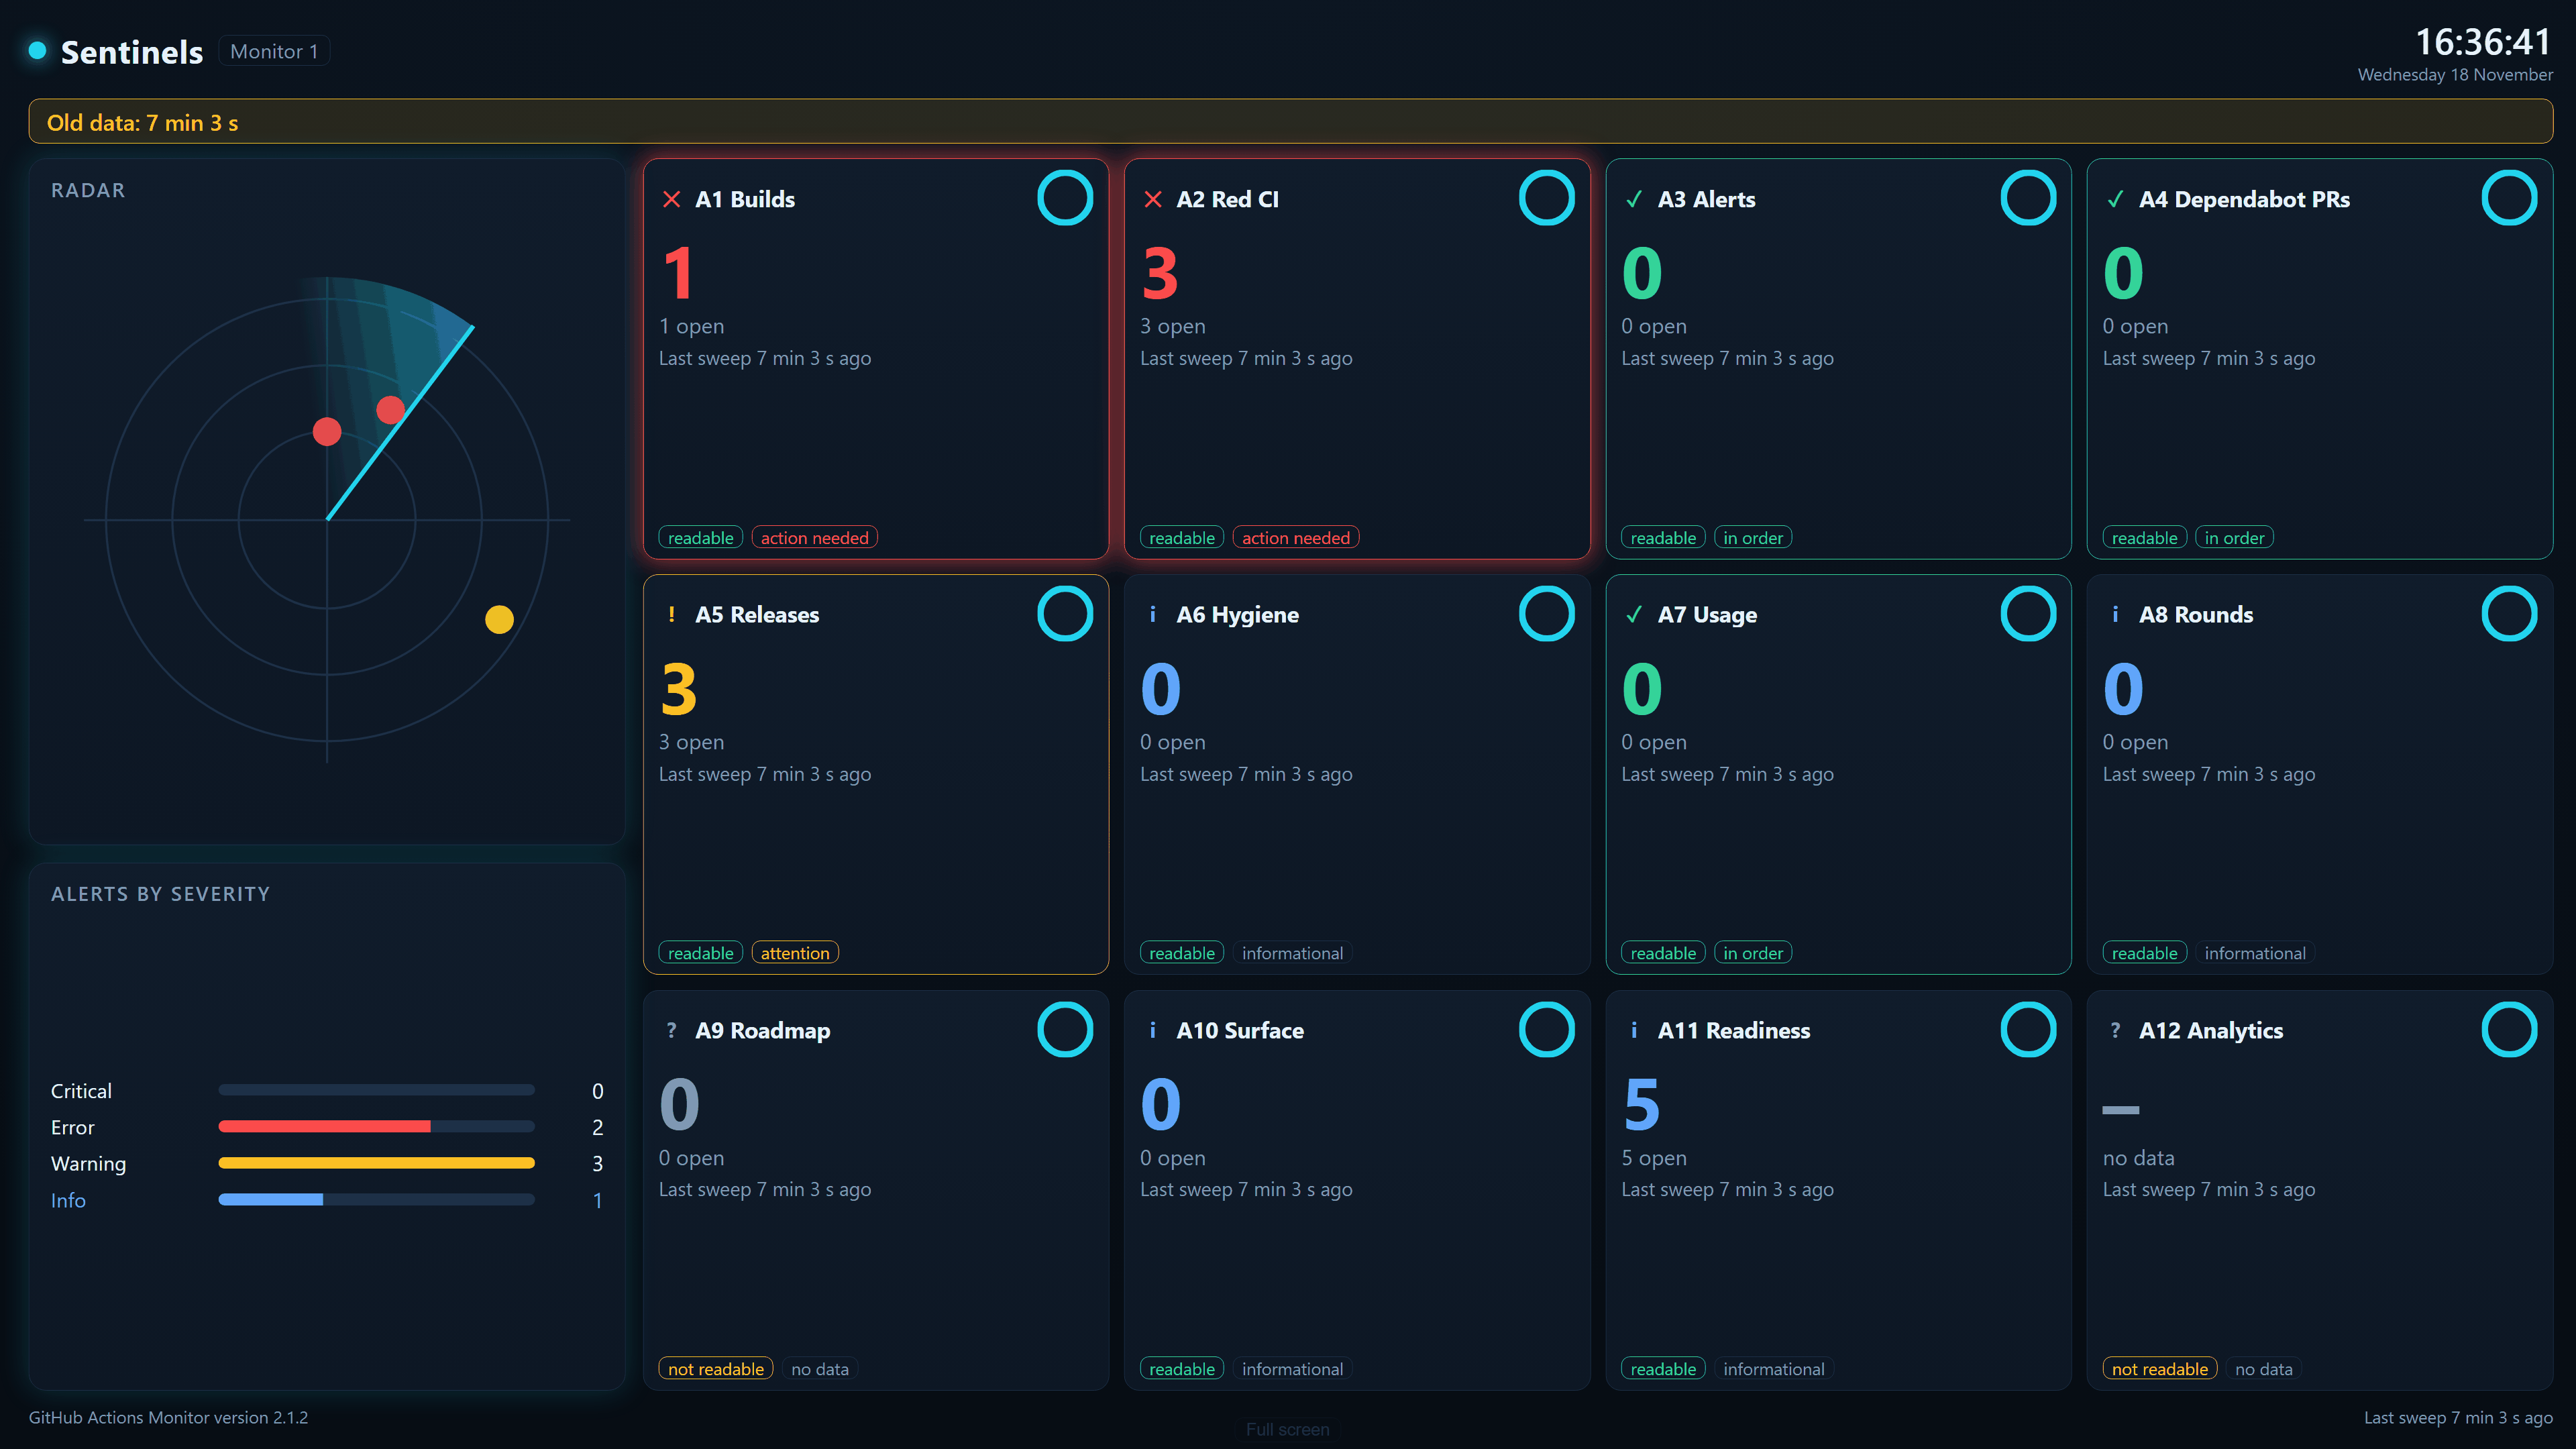 Sentinels
Monitor 1
16:36:41
Wednesday 18 November
Old data: 7 min 3 s
RADAR
A1 Builds
1
1 open
Last sweep 7 min 3 s ago
readable
action needed
A2 Red CI
3
3 open
Last sweep 7 min 3 s ago
readable
action needed
A3 Alerts
0
0 open
Last sweep 7 min 3 s ago
readable
in order
A4 Dependabot PRs
0
0 open
Last sweep 7 min 3 s ago
readable
in order
! A5 Releases
3
3 open
Last sweep 7 min 3 s ago
readable
attention
i A6 Hygiene
0
0 open
Last sweep 7 min 3 s ago
readable
informational
A7 Usage
0
0 open
Last sweep 7 min 3 s ago
readable
in order
i A8 Rounds
0
0 open
Last sweep 7 min 3 s ago
readable
informational
? A9 Roadmap
0
0 open
Last sweep 7 min 3 s ago
not readable
no data
i A10 Surface
0
0 open
Last sweep 7 min 3 s ago
readable
informational
i A11 Readiness
5
5 open
Last sweep 7 min 3 s ago
readable
informational
? A12 Analytics
—
no data
Last sweep 7 min 3 s ago
not readable
no data
ALERTS BY SEVERITY
Critical 0
Error 2
Warning 3
Info 1
GitHub Actions Monitor version 2.1.2
Full screen
Last sweep 7 min 3 s ago